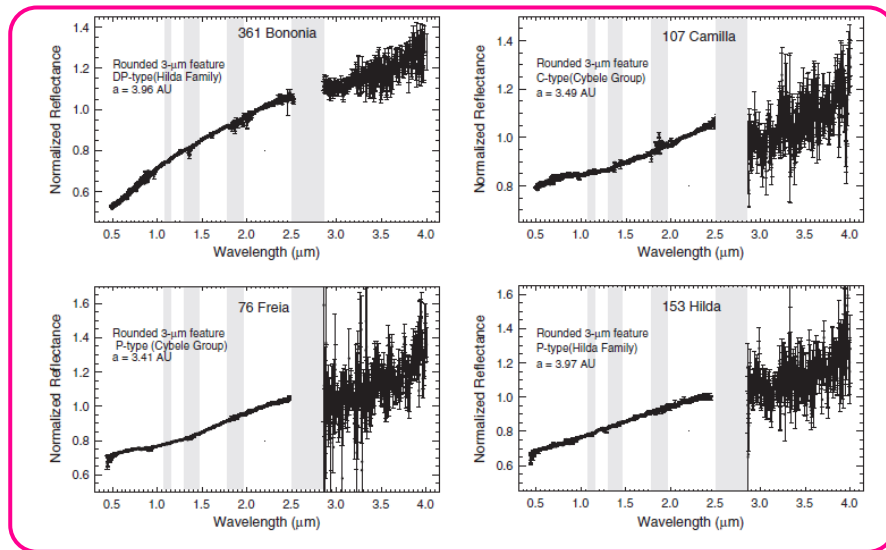 361 Bononia
Rounded 3-μm feature
DP-type(Hilda Family)
a = 3.96 AU
Normalized Reflectance
1.4
1.2
1.0
0.8
0.6
0.5 1.0 1.5 2.0 2.5 3.0 3.5 4.0
Wavelength (μm)
107 Camilla
Rounded 3-μm feature
C-type(Cybele Group)
a = 3.49 AU
Normalized Reflectance
1.4
1.2
1.0
0.8
0.5 1.0 1.5 2.0 2.5 3.0 3.5 4.0
Wavelength (μm)
76 Freia
Rounded 3-μm feature
P-type (Cybele Group)
a = 3.41 AU
Normalized Reflectance
1.6
1.4
1.2
1.0
0.8
0.6
0.5 1.0 1.5 2.0 2.5 3.0 3.5 4.0
Wavelength (μm)
153 Hilda
Rounded 3-μm feature
P-type(Hilda Family)
a = 3.97 AU
Normalized Reflectance
1.6
1.4
1.2
1.0
0.8
0.6
0.5 1.0 1.5 2.0 2.5 3.0 3.5 4.0
Wavelength (μm)